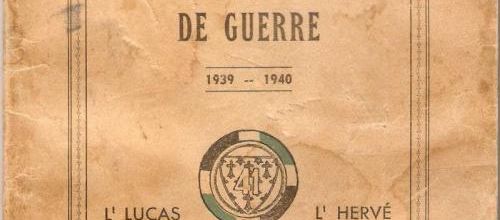 DE GUERRE
1939 -- 1940
41
Lᵗ LUCAS Lᵗ HERVÉ